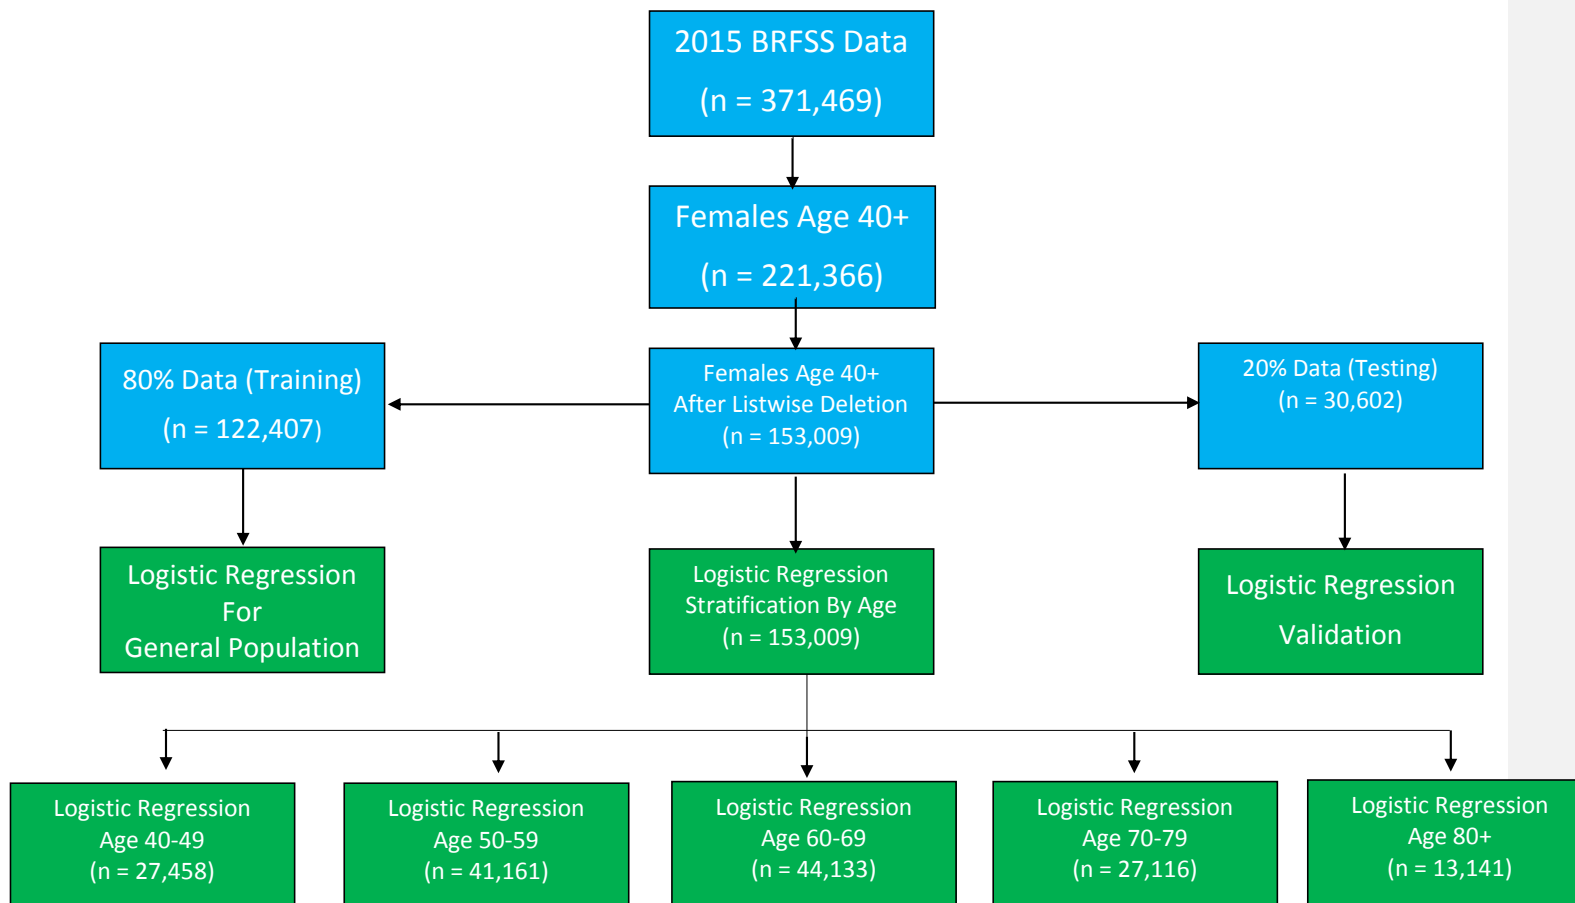 2015 BRFSS Data
(n = 371,469)
Females Age 40+
(n = 221,366)
80% Data (Training)
(n = 122,407)
Females Age 40+
After Listwise Deletion
(n = 153,009)
20% Data (Testing)
(n = 30,602)
Logistic Regression
For
General Population
Logistic Regression
Stratification By Age
(n = 153,009)
Logistic Regression
Validation
Logistic Regression
Age 40-49
(n = 27,458)
Logistic Regression
Age 50-59
(n = 41,161)
Logistic Regression
Age 60-69
(n = 44,133)
Logistic Regression
Age 70-79
(n = 27,116)
Logistic Regression
Age 80+
(n = 13,141)